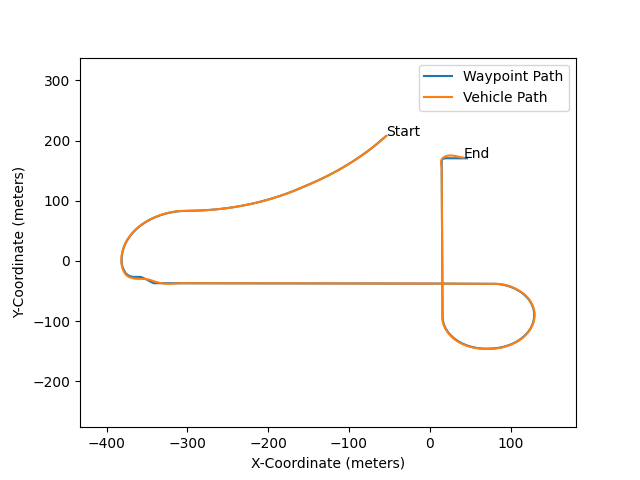 Waypoint Path
Vehicle Path
Start
End
300
200
100
0
−100
−200
Y-Coordinate (meters)
−400
−300
−200
−100
0
100
X-Coordinate (meters)